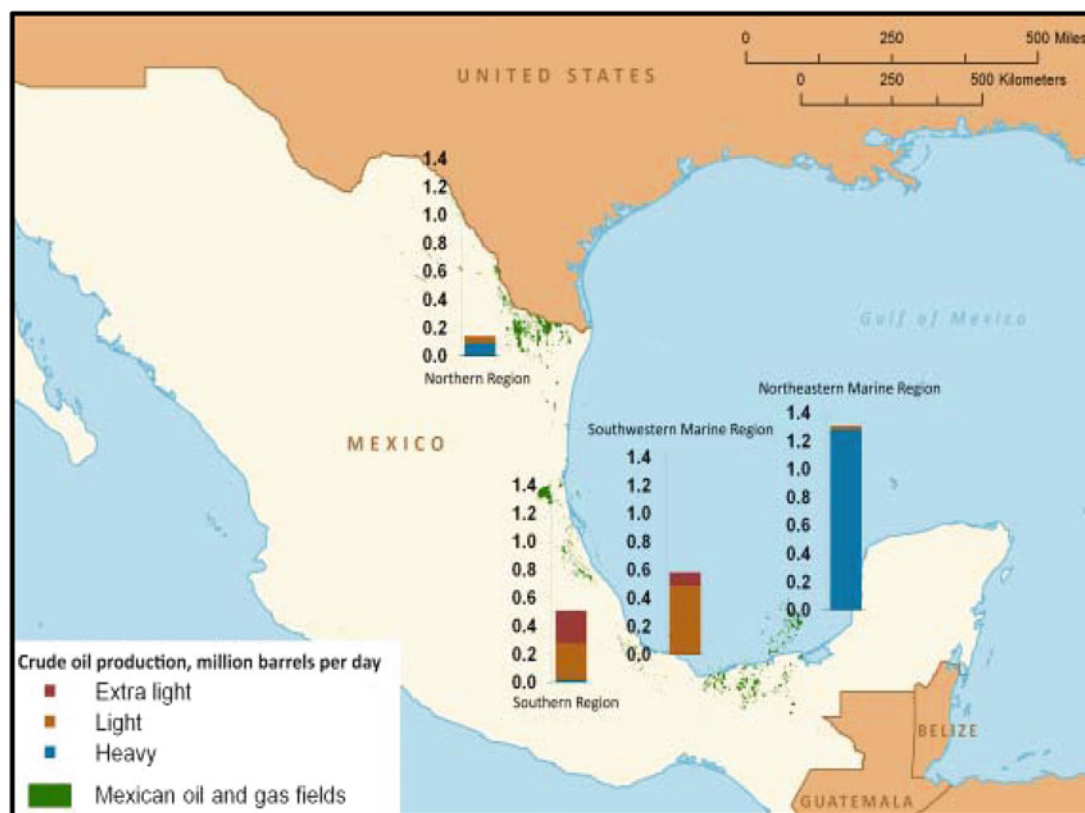 0 250 500 Miles
0 250 500 Kilometers
UNITED STATES
1.4
1.2
1.0
0.8
0.6
0.4
0.2
0.0
Northern Region
Gulf of Mexico
MEXICO
Northeastern Marine Region
1.4
1.2
1.0
0.8
0.6
0.4
0.2
0.0
Southwestern Marine Region
1.4
1.2
1.0
0.8
0.6
0.4
0.2
0.0
1.4
1.2
1.0
0.8
0.6
0.4
0.2
0.0
Southern Region
Crude oil production, million barrels per day
Extra light
Light
Heavy
Mexican oil and gas fields
BELIZE
GUATEMALA